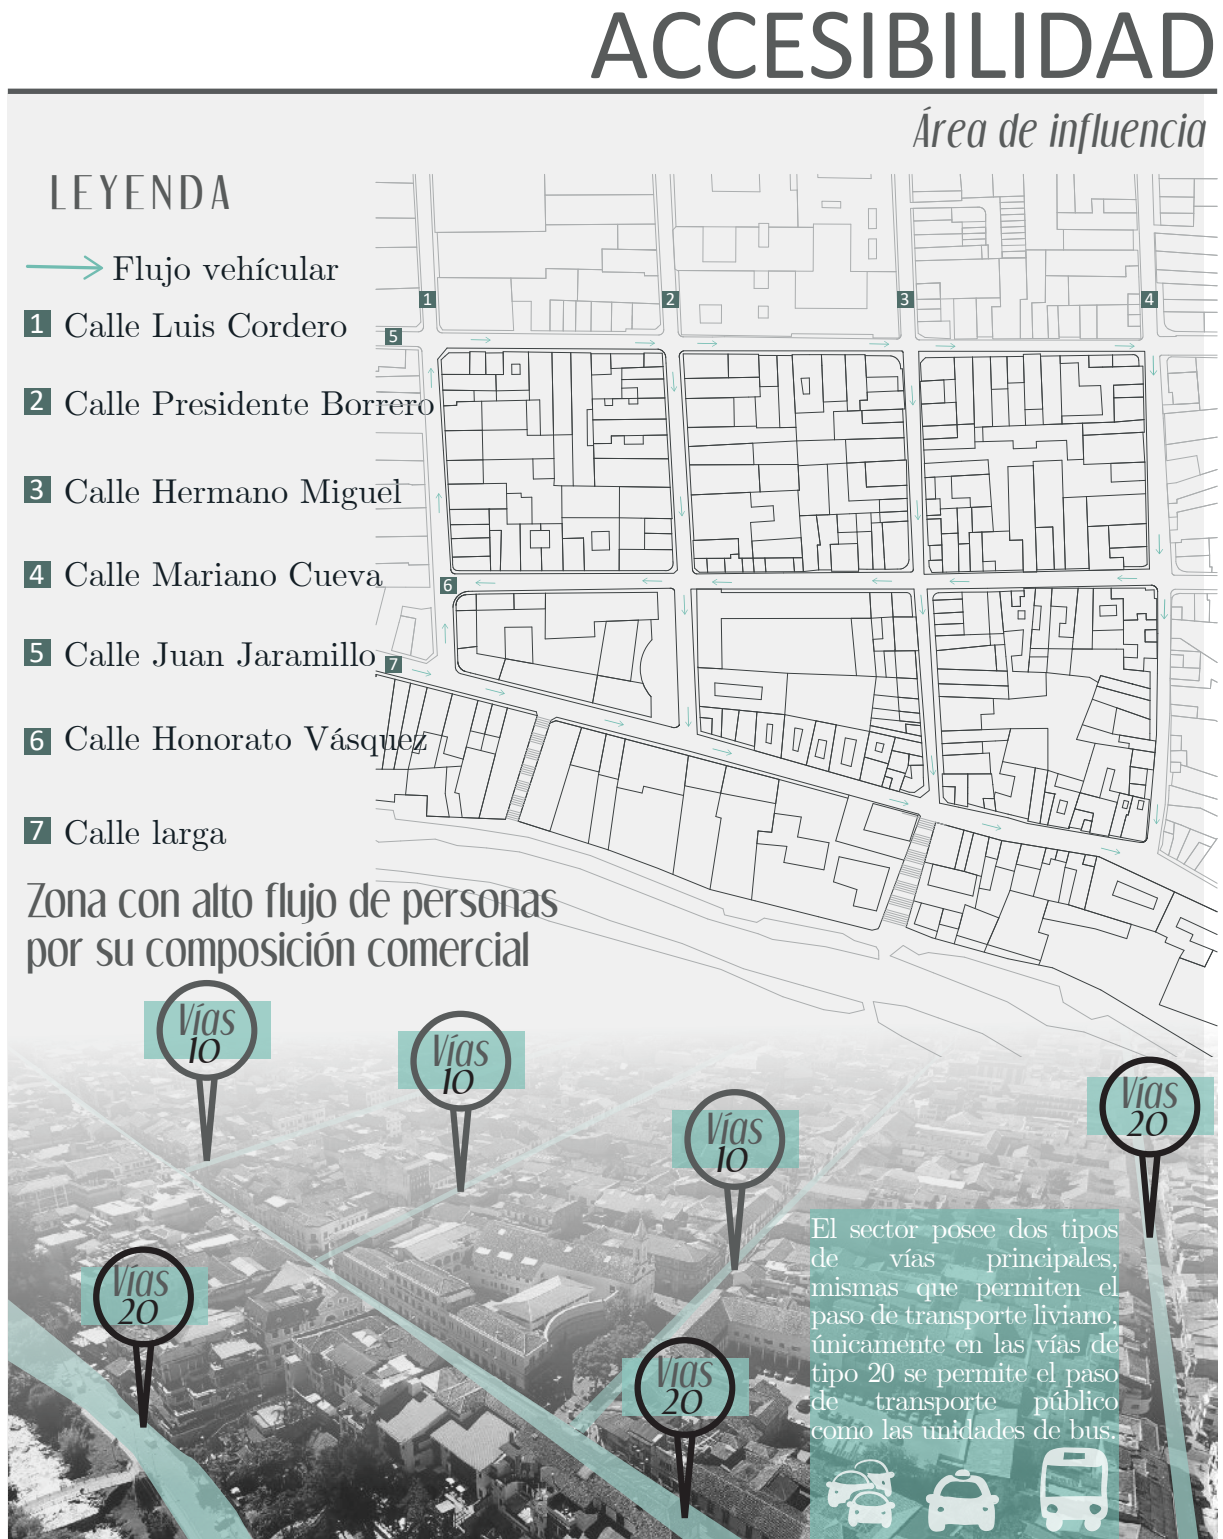 ACCESIBILIDAD
Área de influencia
LEYENDA
Flujo vehícular
1 Calle Luis Cordero
2 Calle Presidente Borrero
3 Calle Hermano Miguel
4 Calle Mariano Cueva
5 Calle Juan Jaramillo
6 Calle Honorato Vásquez
7 Calle larga
1
2
3
4
5
6
7
Zona con alto flujo de personas
por su composición comercial
Vías
10
Vías
10
Vías
10
Vías
20
Vías
20
Vías
20
El sector posee dos tipos
de vías principales,
mismas que permiten el
paso de transporte liviano,
únicamente en las vías de
tipo 20 se permite el paso
de transporte público
como las unidades de bus.